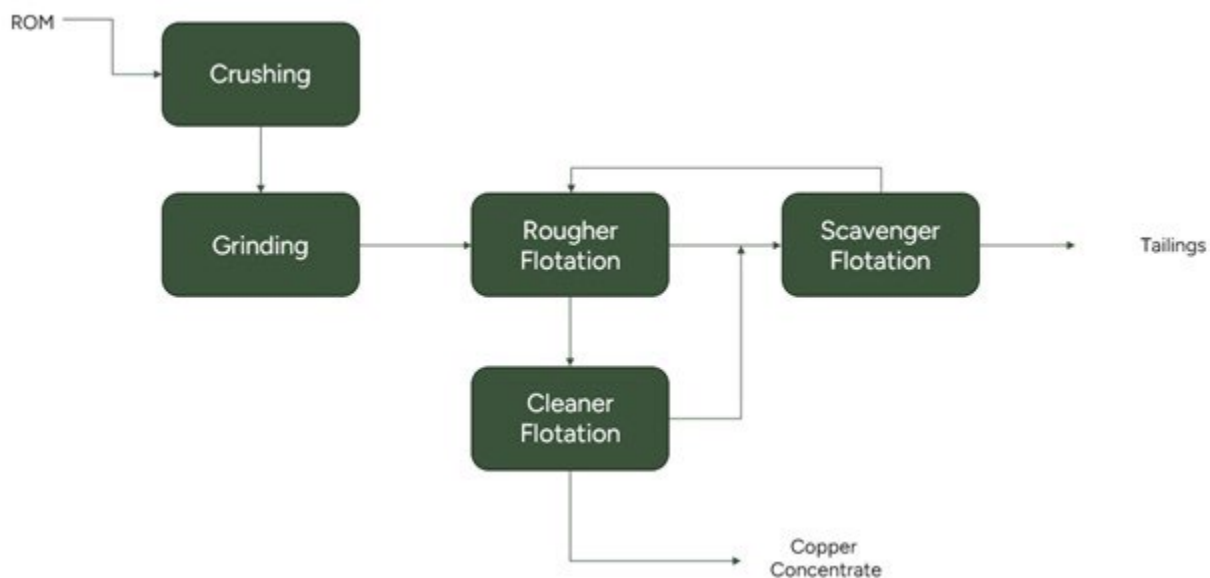 ROM
Crushing
Grinding
Rougher
Flotation
Scavenger
Flotation
Tailings
Cleaner
Flotation
Copper
Concentrate